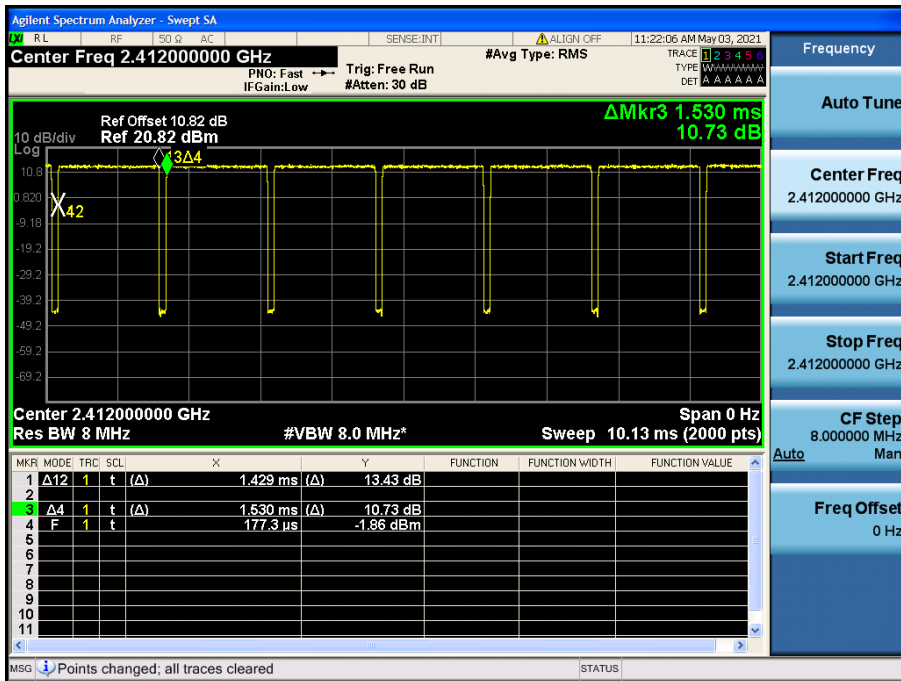 Agilent Spectrum Analyzer - Swept SA
LXI RL RF 50 Ω AC SENSE:INT ALIGN OFF 11:22:06 AM May 03, 2021
Center Freq 2.412000000 GHz #Avg Type: RMS TRACE 1 2 3 4 5 6
PNO: Fast Trig: Free Run TYPE WWWWWW
IFGain:Low #Atten: 30 dB DET A A A A A A
ΔMkr3 1.530 ms
10.73 dB
Ref Offset 10.82 dB
10 dB/div Ref 20.82 dBm
Log
3Δ4
10.8
0.820
42
-9.18
-19.2
-29.2
-39.2
-49.2
-59.2
-69.2
Center 2.412000000 GHz Span 0 Hz
Res BW 8 MHz #VBW 8.0 MHz* Sweep 10.13 ms (2000 pts)
MKR MODE TRC SCL X Y FUNCTION FUNCTION WIDTH FUNCTION VALUE
1 Δ12 1 t (Δ) 1.429 ms (Δ) 13.43 dB
2
3 Δ4 1 t (Δ) 1.530 ms (Δ) 10.73 dB
4 F 1 t 177.3 µs -1.86 dBm
5
6
7
8
9
10
11
MSG Points changed; all traces cleared STATUS
Frequency
Auto Tune
Center Freq
2.412000000 GHz
Start Freq
2.412000000 GHz
Stop Freq
2.412000000 GHz
CF Step
8.000000 MHz
Auto Man
Freq Offset
0 Hz